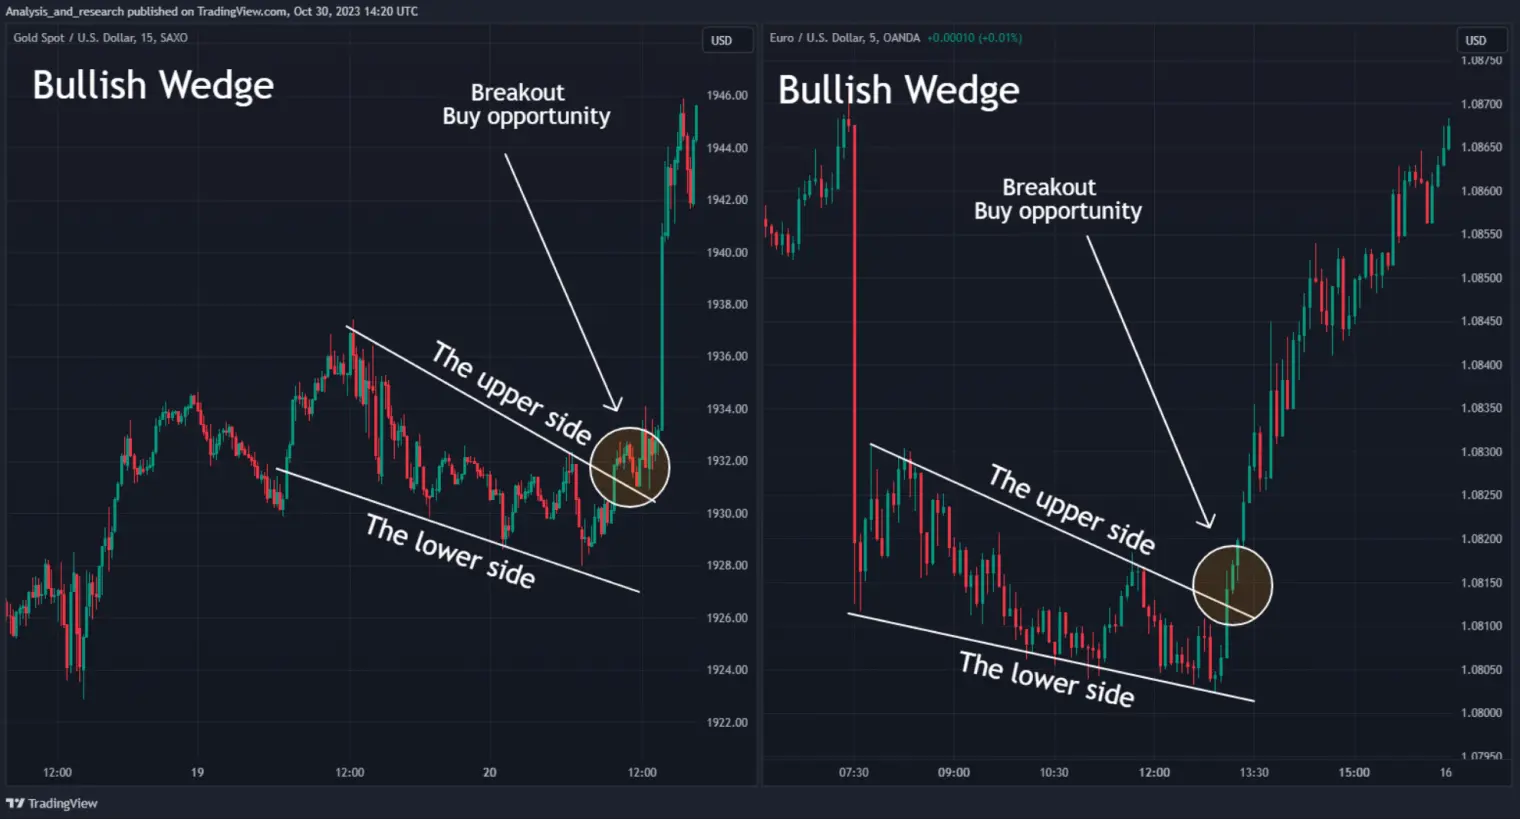 Analysis_and_research published on TradingView.com, Oct 30, 2023 14:20 UTC
Gold Spot / U.S. Dollar, 15, SAXO
USD
Bullish Wedge
Breakout
Buy opportunity
The upper side
The lower side
1946.00
1944.00
1942.00
1940.00
1938.00
1936.00
1934.00
1932.00
1930.00
1928.00
1926.00
1924.00
1922.00
12:00 19 12:00 20 12:00
Euro / U.S. Dollar, 5, OANDA +0.00010 (+0.01%)
USD
Bullish Wedge
Breakout
Buy opportunity
The upper side
The lower side
1.08750
1.08700
1.08650
1.08600
1.08550
1.08500
1.08450
1.08400
1.08350
1.08300
1.08250
1.08200
1.08150
1.08100
1.08050
1.08000
1.07950
07:30 09:00 10:30 12:00 13:30 15:00 16
TradingView